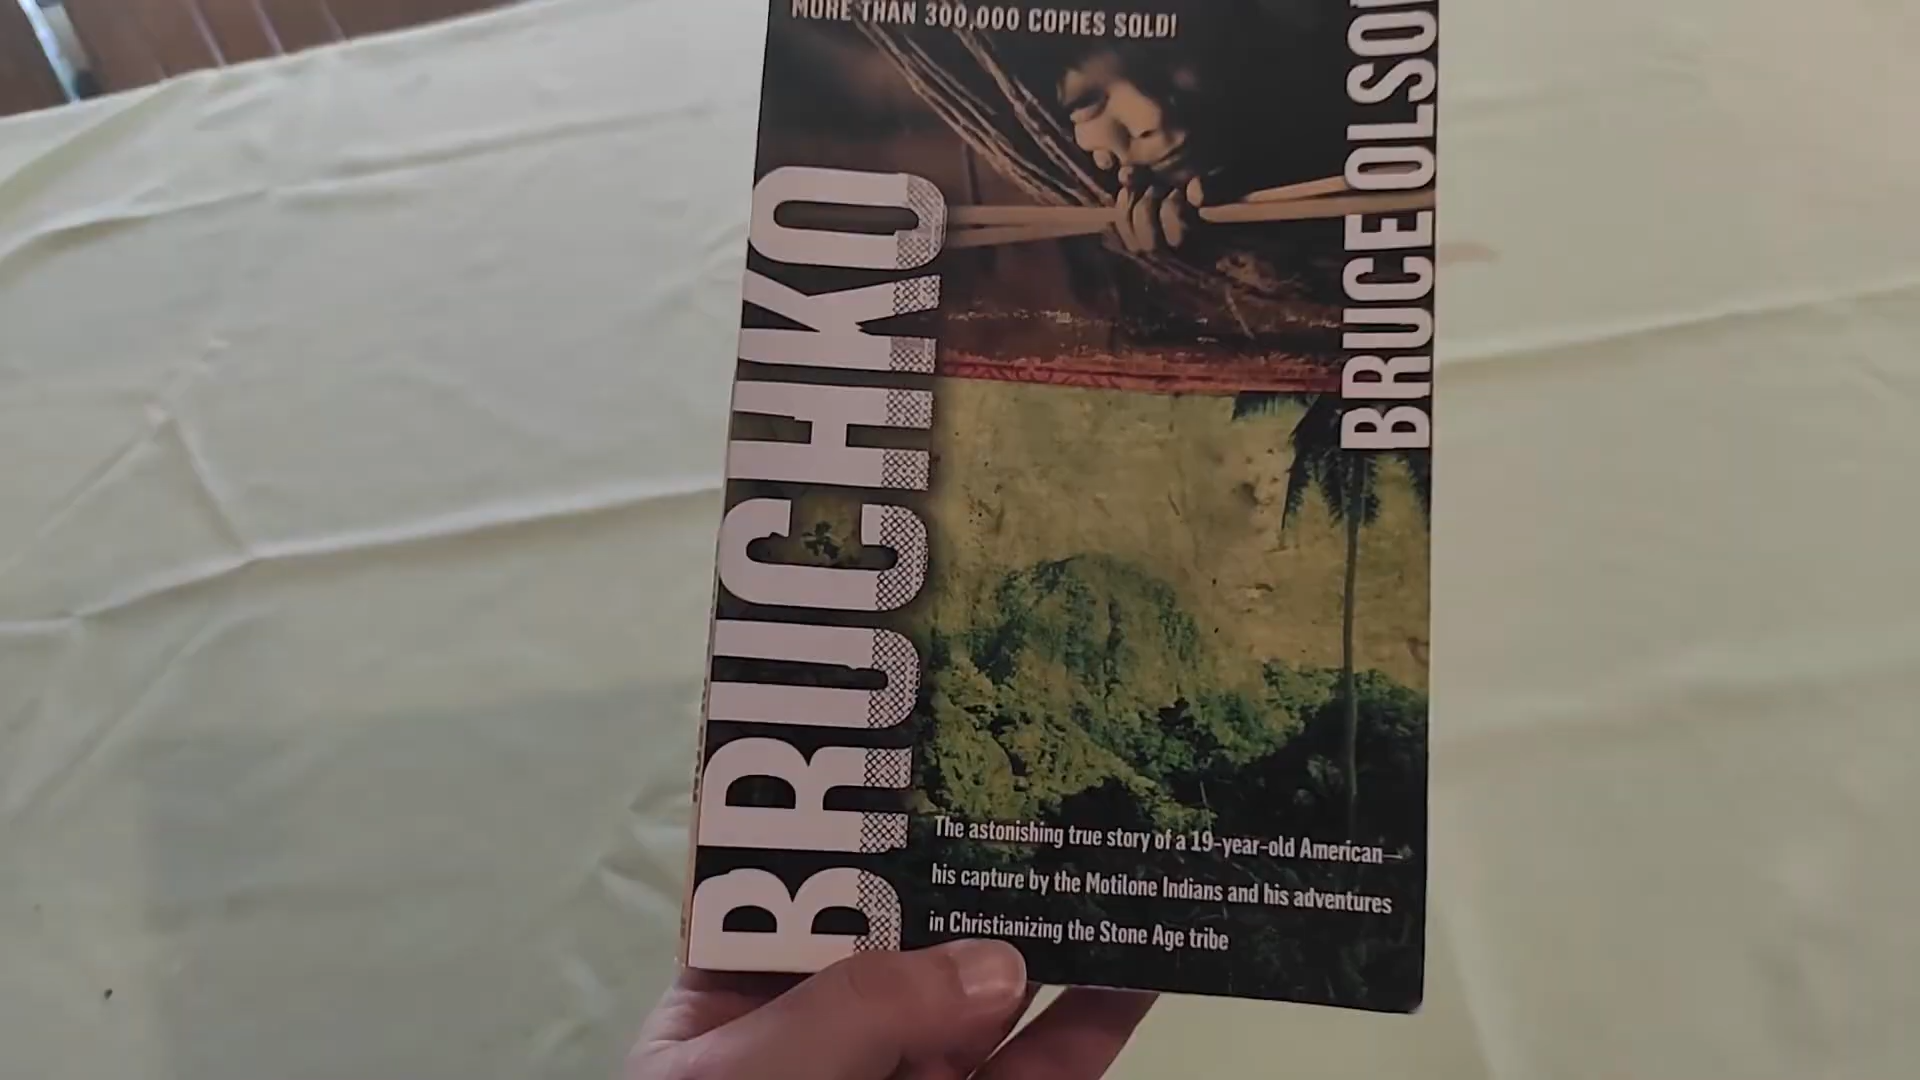 MORE THAN 300,000 COPIES SOLD!
BRUCHKO
BRUCE OLSO
The astonishing true story of a 19-year-old American—
his capture by the Motilone Indians and his adventures
in Christianizing the Stone Age tribe